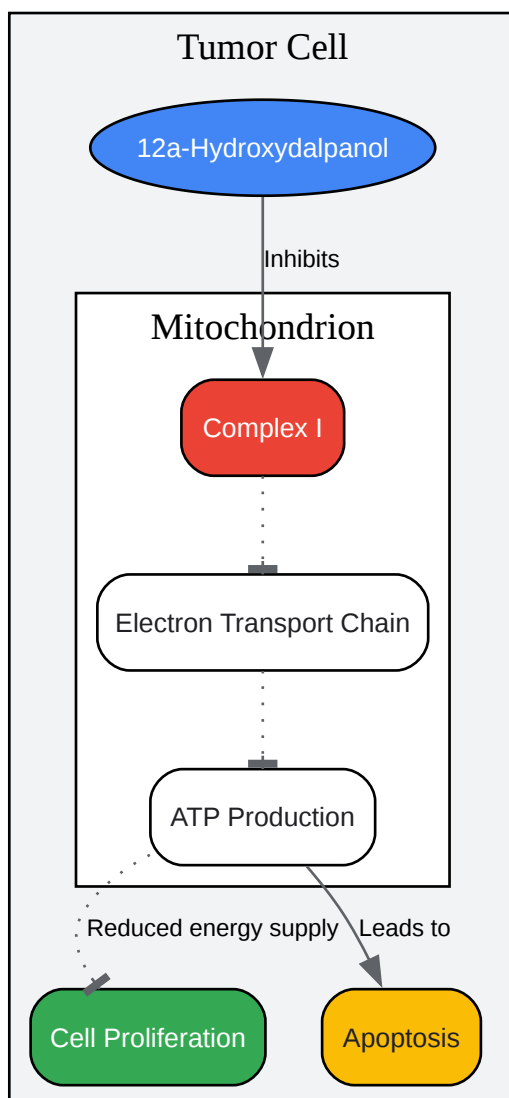 Tumor Cell
12a-Hydroxydalpanol
Inhibits
Mitochondrion
Complex I
Electron Transport Chain
ATP Production
Reduced energy supply
Leads to
Cell Proliferation
Apoptosis